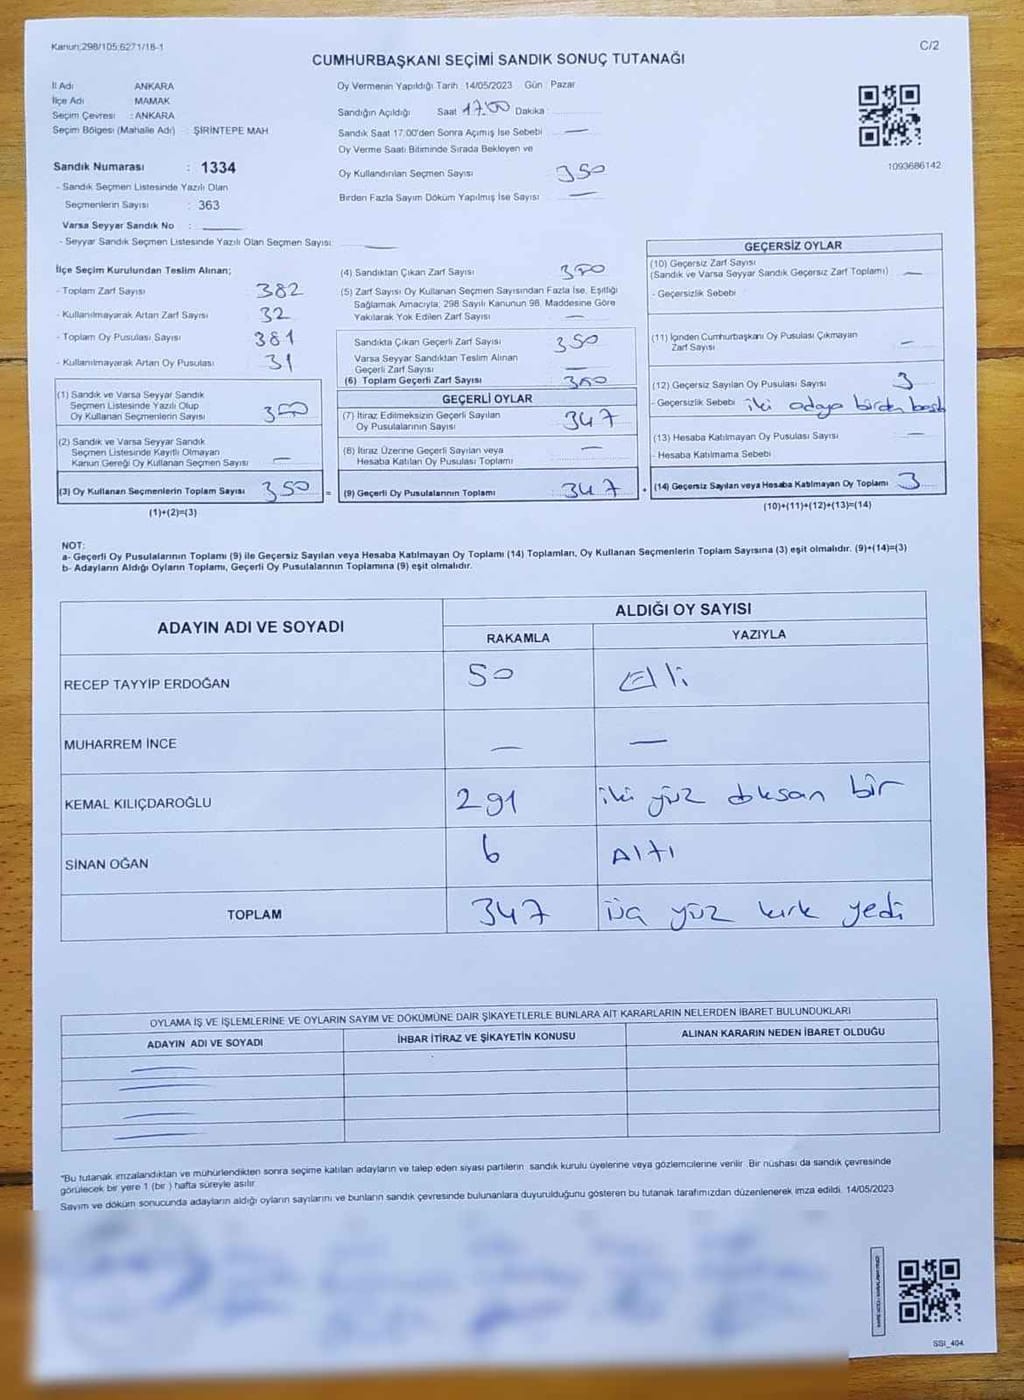 Kanun:298/105;6271/18-1
C/2
CUMHURBAŞKANI SEÇİMİ SANDIK SONUÇ TUTANAĞI
İl Adı ANKARA
İlçe Adı MAMAK
Seçim Çevresi : ANKARA
Seçim Bölgesi (Mahalle Adı) : ŞİRİNTEPE MAH
Sandık Numarası : 1334
- Sandık Seçmen Listesinde Yazılı Olan
Seçmenlerin Sayısı : 363
Varsa Seyyar Sandık No :
- Seyyar Sandık Seçmen Listesinde Yazılı Olan Seçmen Sayısı:
Oy Vermenin Yapıldığı Tarih : 14/05/2023 Gün : Pazar
Sandığın Açıldığı Saat 17.00 Dakika
Sandık Saat 17.00'den Sonra Açımış İse Sebebi —
Oy Verme Saati Bitiminde Sırada Bekleyen ve
Oy Kullandırılan Seçmen Sayısı 350
Birden Fazla Sayım Döküm Yapılmış İse Sayısı —
1093686142
İlçe Seçim Kurulundan Teslim Alınan;
- Toplam Zarf Sayısı 382
- Kullanılmayarak Artan Zarf Sayısı 32
- Toplam Oy Pusulası Sayısı 381
- Kullanılmayarak Artan Oy Pusulası 31
(1) Sandık ve Varsa Seyyar Sandık
Seçmen Listesinde Yazılı Olup
Oy Kullanan Seçmenlerin Sayısı 350
(2) Sandık ve Varsa Seyyar Sandık
Seçmen Listesinde Kayıtlı Olmayan
Kanun Gereği Oy Kullanan Seçmen Sayısı —
(3) Oy Kullanan Seçmenlerin Toplam Sayısı 350
(1)+(2)=(3)
(4) Sandıktan Çıkan Zarf Sayısı 350
(5) Zarf Sayısı Oy Kullanan Seçmen Sayısından Fazla İse, Eşitliği
Sağlamak Amacıyla; 298 Sayılı Kanunun 98. Maddesine Göre
Yakılarak Yok Edilen Zarf Sayısı —
Sandıkta Çıkan Geçerli Zarf Sayısı 350
Varsa Seyyar Sandıktan Teslim Alınan
Geçerli Zarf Sayısı —
(6) Toplam Geçerli Zarf Sayısı 350
GEÇERLİ OYLAR
(7) İtiraz Edilmeksizin Geçerli Sayılan
Oy Pusulalarının Sayısı 347
(8) İtiraz Üzerine Geçerli Sayılan veya
Hesaba Katılan Oy Pusulası Toplamı —
= (9) Geçerli Oy Pusulalarının Toplamı 347
GEÇERSİZ OYLAR
(10) Geçersiz Zarf Sayısı
(Sandık ve Varsa Seyyar Sandık Geçersiz Zarf Toplamı) —
- Geçersizlik Sebebi
(11) İçinden Cumhurbaşkanı Oy Pusulası Çıkmayan
Zarf Sayısı —
(12) Geçersiz Sayılan Oy Pusulası Sayısı 3
- Geçersizlik Sebebi iki adaya birden
(13) Hesaba Katılmayan Oy Pusulası Sayısı —
- Hesaba Katılmama Sebebi
+ (14) Geçersiz Sayılan veya Hesaba Katılmayan Oy Toplamı 3
(10)+(11)+(12)+(13)=(14)
NOT:
a- Geçerli Oy Pusulalarının Toplamı (9) ile Geçersiz Sayılan veya Hesaba Katılmayan Oy Toplamı (14) Toplamları, Oy Kullanan Seçmenlerin Toplam Sayısına (3) eşit olmalıdır. (9)+(14)=(3)
b- Adayların Aldığı Oyların Toplamı, Geçerli Oy Pusulalarının Toplamına (9) eşit olmalıdır.
ADAYIN ADI VE SOYADI ALDIĞI OY SAYISI
RAKAMLA YAZIYLA
RECEP TAYYİP ERDOĞAN 50 Elli
MUHARREM İNCE — —
KEMAL KILIÇDAROĞLU 291 iki yüz doksan bir
SİNAN OĞAN 6 Altı
TOPLAM 347 üç yüz kırk yedi
OYLAMA İŞ VE İŞLEMLERİNE VE OYLARIN SAYIM VE DÖKÜMÜNE DAİR ŞİKAYETLERLE BUNLARA AİT KARARLARIN NELERDEN İBARET BULUNDUKLARI
ADAYIN ADI VE SOYADI İHBAR İTİRAZ VE ŞİKAYETİN KONUSU ALINAN KARARIN NEDEN İBARET OLDUĞU
"Bu tutanak imzalandıktan ve mühürlendikten sonra seçime katılan adayların ve talep eden siyasi partilerin sandık kurulu üyelerine veya gözlemcilerine verilir. Bir nüshası da sandık çevresinde
görülecek bir yere 1 (bir ) hafta süreyle asılır.
Sayım ve döküm sonucunda adayların aldığı oyların sayılarını ve bunların sandık çevresinde bulunanlara duyurulduğunu gösteren bu tutanak tarafımızdan düzenlenerek imza edildi. 14/05/2023
SSI_404